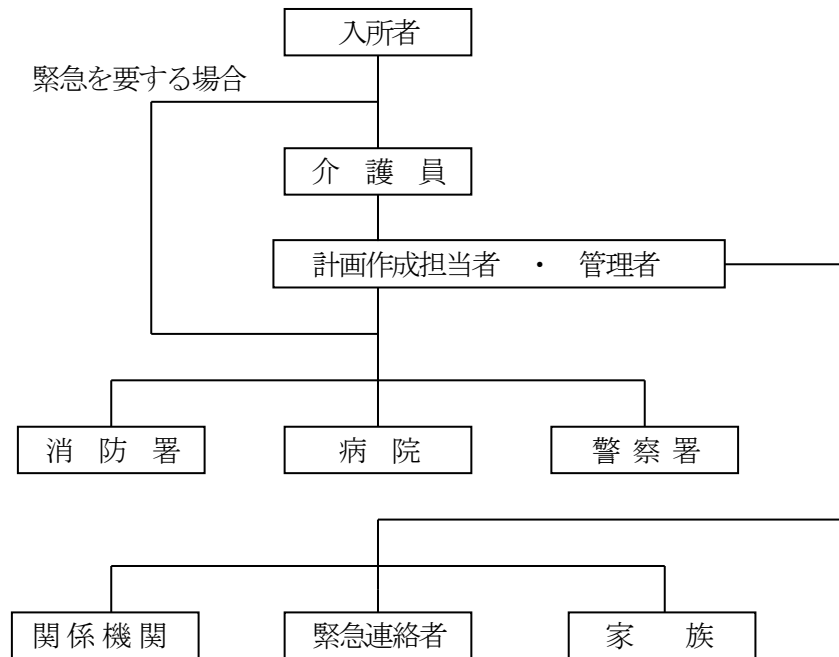 入所者
緊急を要する場合
介　護　員
計画作成担当者　・　管理者
消　防　署
病　院
警 察 署
関 係 機 関
緊急連絡者
家　　族